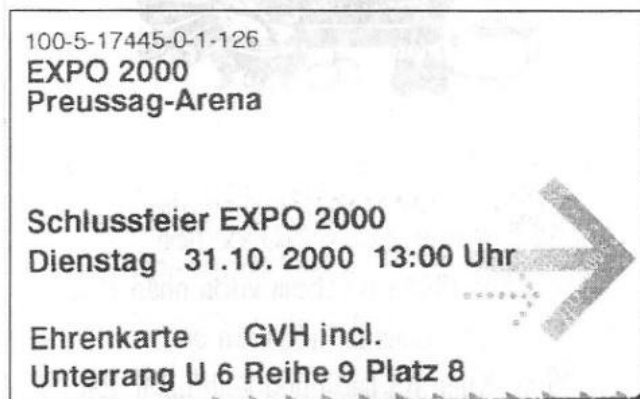 100-5-17445-0-1-126
EXPO 2000
Preussag-Arena
Schlussfeier EXPO 2000
Dienstag 31.10. 2000 13:00 Uhr
Ehrenkarte GVH incl.
Unterrang U 6 Reihe 9 Platz 8